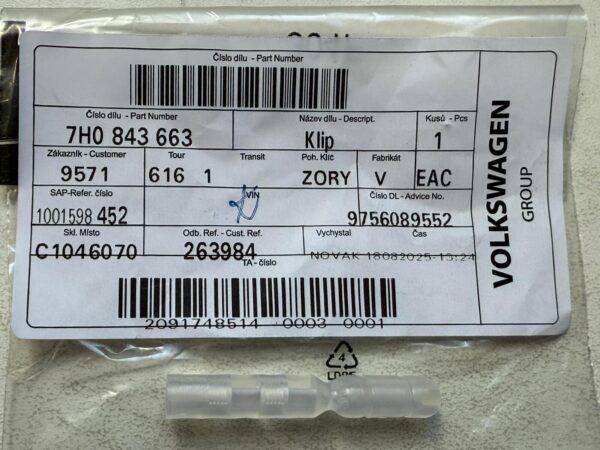 Číslo dílu - Part Number
Číslo dílu - Part Number
Název dílu - Descript.
Kusů - Pcs
7H0 843 663
Klip
1
Zákazník - Customer
Tour
Transit
Poh. Klíč
Fabrikát
9571
616 1
ZORY
V
EAC
SAP-Refer. číslo
VIN
Číslo DL - Advice No.
1001598 452
9756089552
Skl. Místo
Odb. Ref. - Cust. Ref.
Vychystal
Čas
C1046070
263984
NOVAK 18082025-13:24
TA - číslo
2091748514 0003 0001
VOLKSWAGEN
GROUP
4